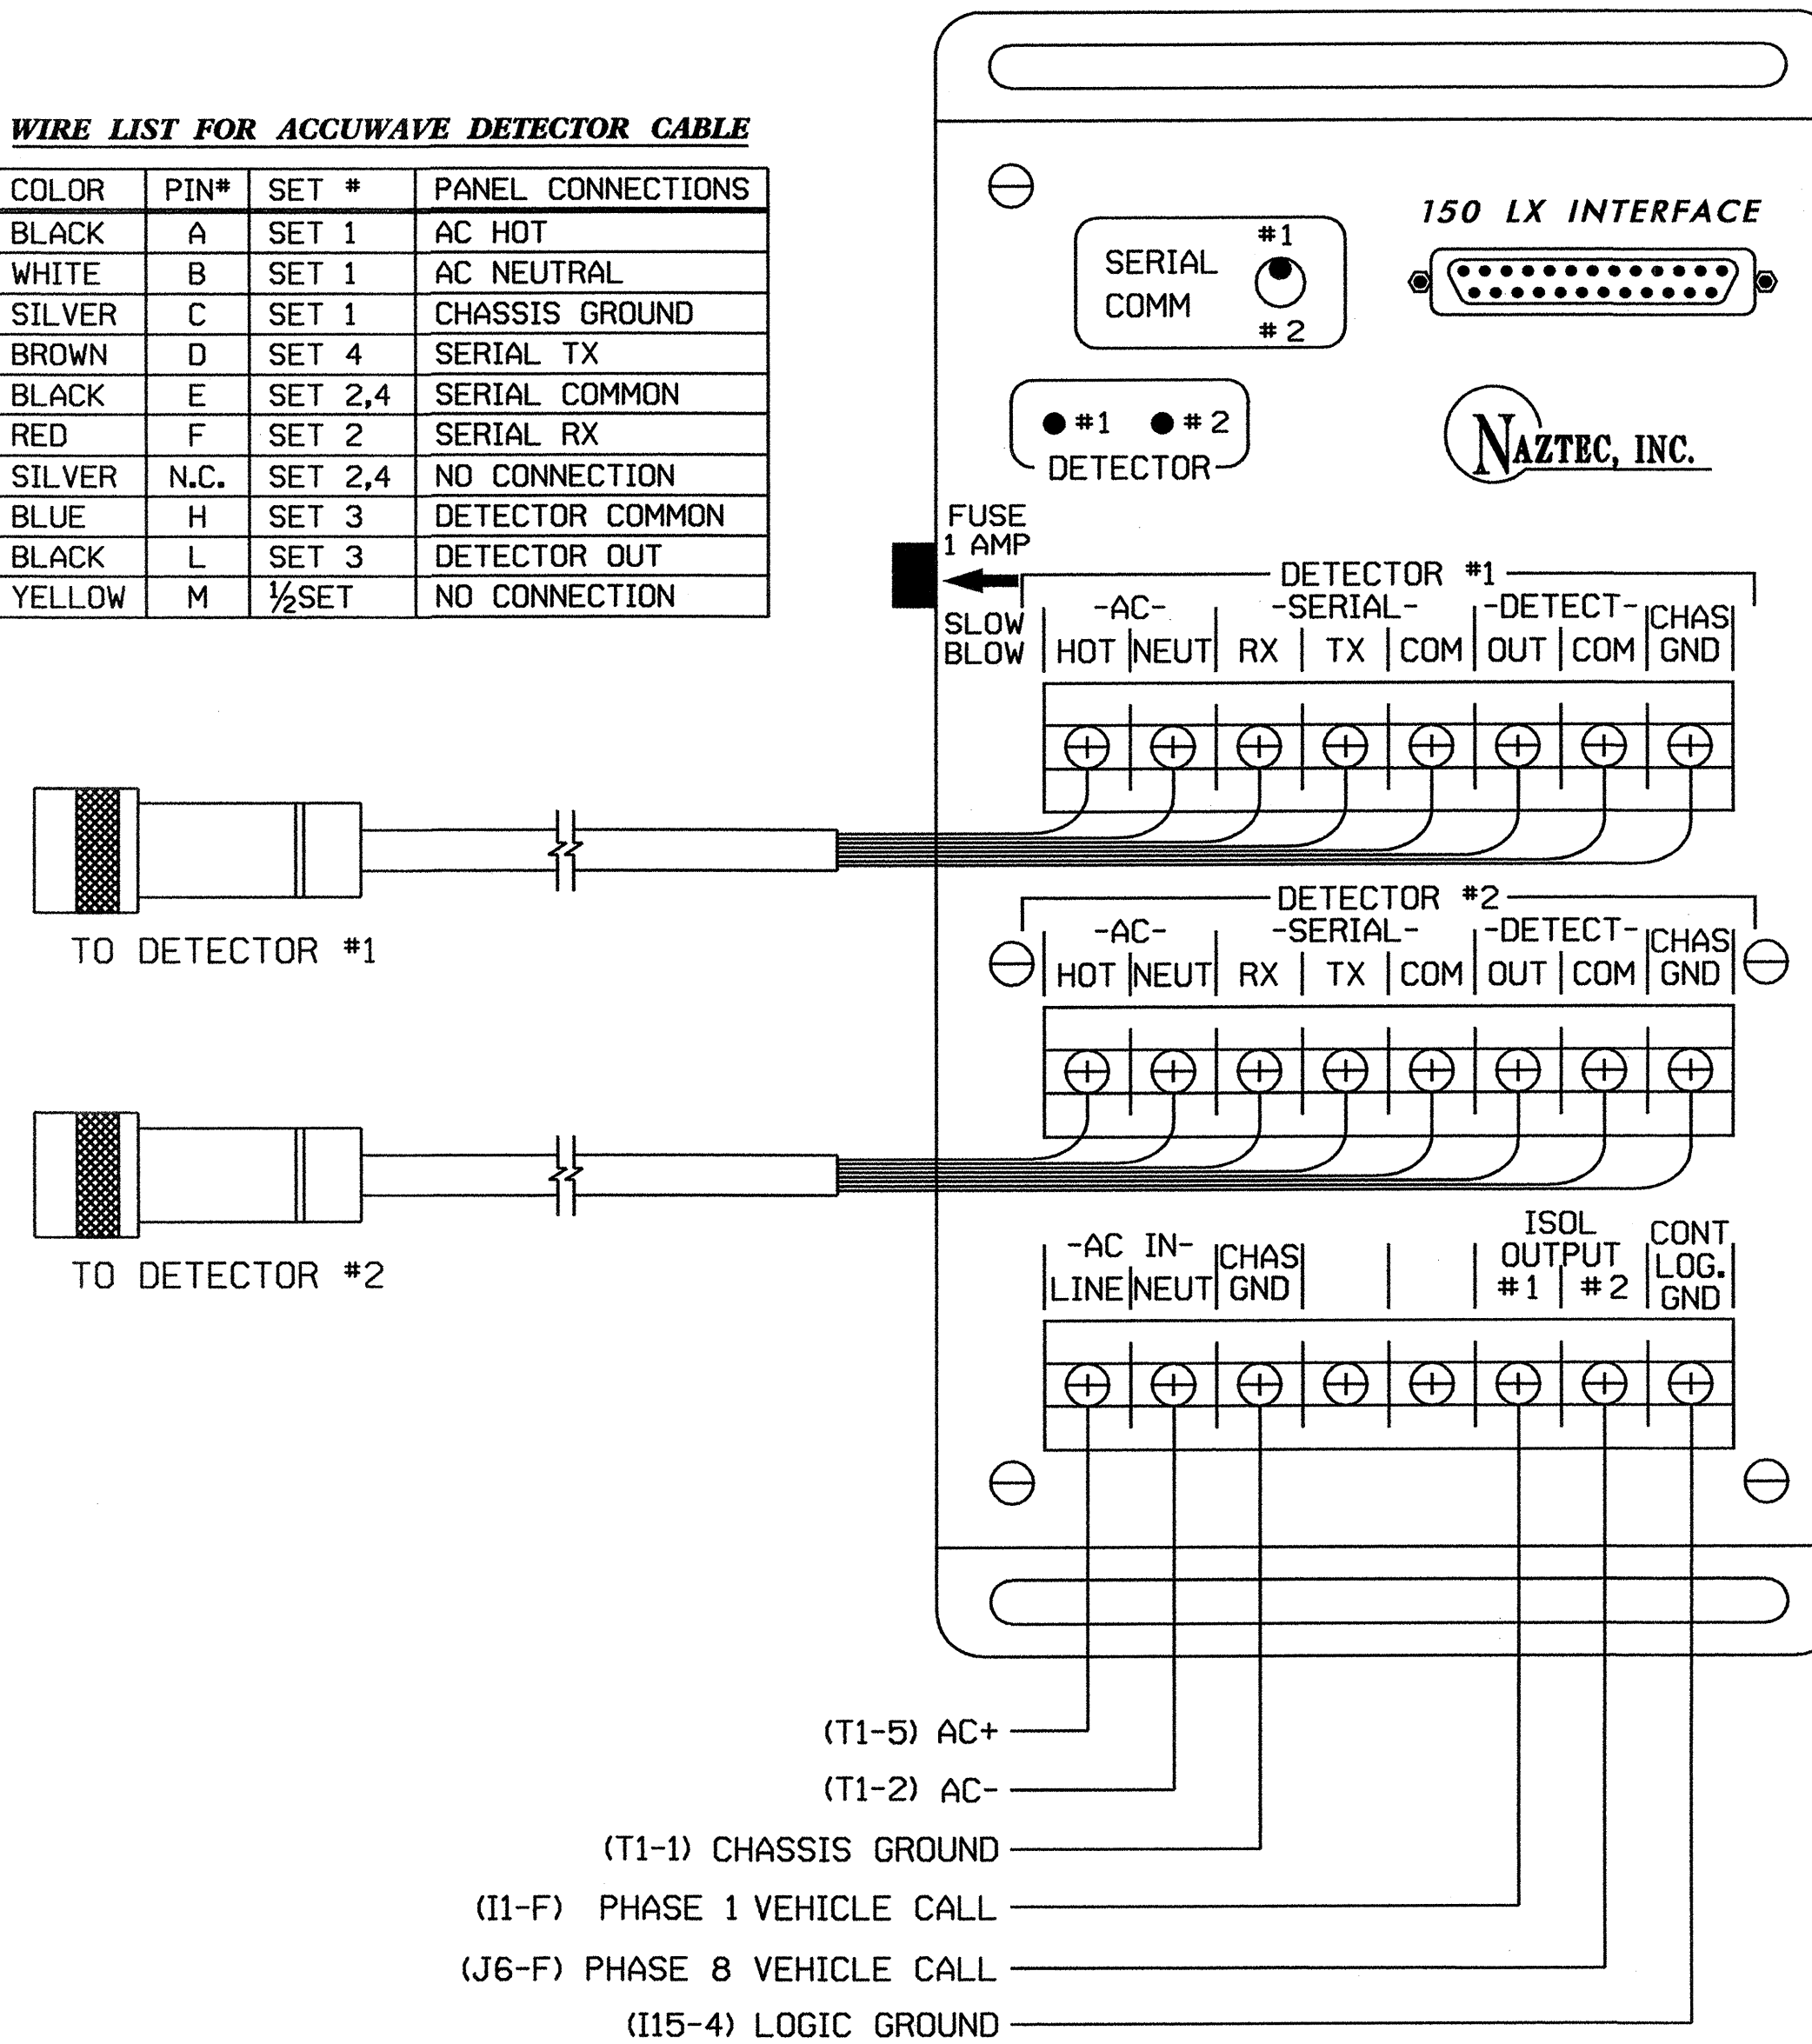 WIRE LIST FOR ACCUWAVE DETECTOR CABLE
COLOR PIN# SET # PANEL CONNECTIONS
BLACK A SET 1 AC HOT
WHITE B SET 1 AC NEUTRAL
SILVER C SET 1 CHASSIS GROUND
BROWN D SET 4 SERIAL TX
BLACK E SET 2,4 SERIAL COMMON
RED F SET 2 SERIAL RX
SILVER N.C. SET 2,4 NO CONNECTION
BLUE H SET 3 DETECTOR COMMON
BLACK L SET 3 DETECTOR OUT
YELLOW M ½SET NO CONNECTION
150 LX INTERFACE
#1
SERIAL
COMM
#2
#1 #2
DETECTOR
NAZTEC, INC.
FUSE
1 AMP
SLOW
BLOW
DETECTOR #1
-AC- -SERIAL- -DETECT- CHAS
HOT NEUT RX TX COM OUT COM GND
TO DETECTOR #1
DETECTOR #2
-AC- -SERIAL- -DETECT- CHAS
HOT NEUT RX TX COM OUT COM GND
TO DETECTOR #2
ISOL CONT
-AC IN- CHAS OUTPUT LOG.
LINE NEUT GND #1 #2 GND
(T1-5) AC+
(T1-2) AC-
(T1-1) CHASSIS GROUND
(I1-F) PHASE 1 VEHICLE CALL
(J6-F) PHASE 8 VEHICLE CALL
(I15-4) LOGIC GROUND